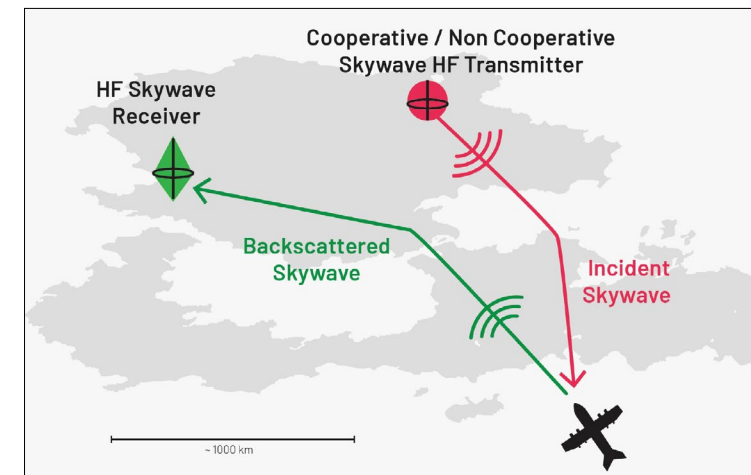 Cooperative / Non Cooperative
Skywave HF Transmitter
HF Skywave
Receiver
Backscattered
Skywave
Incident
Skywave
~ 1000 km